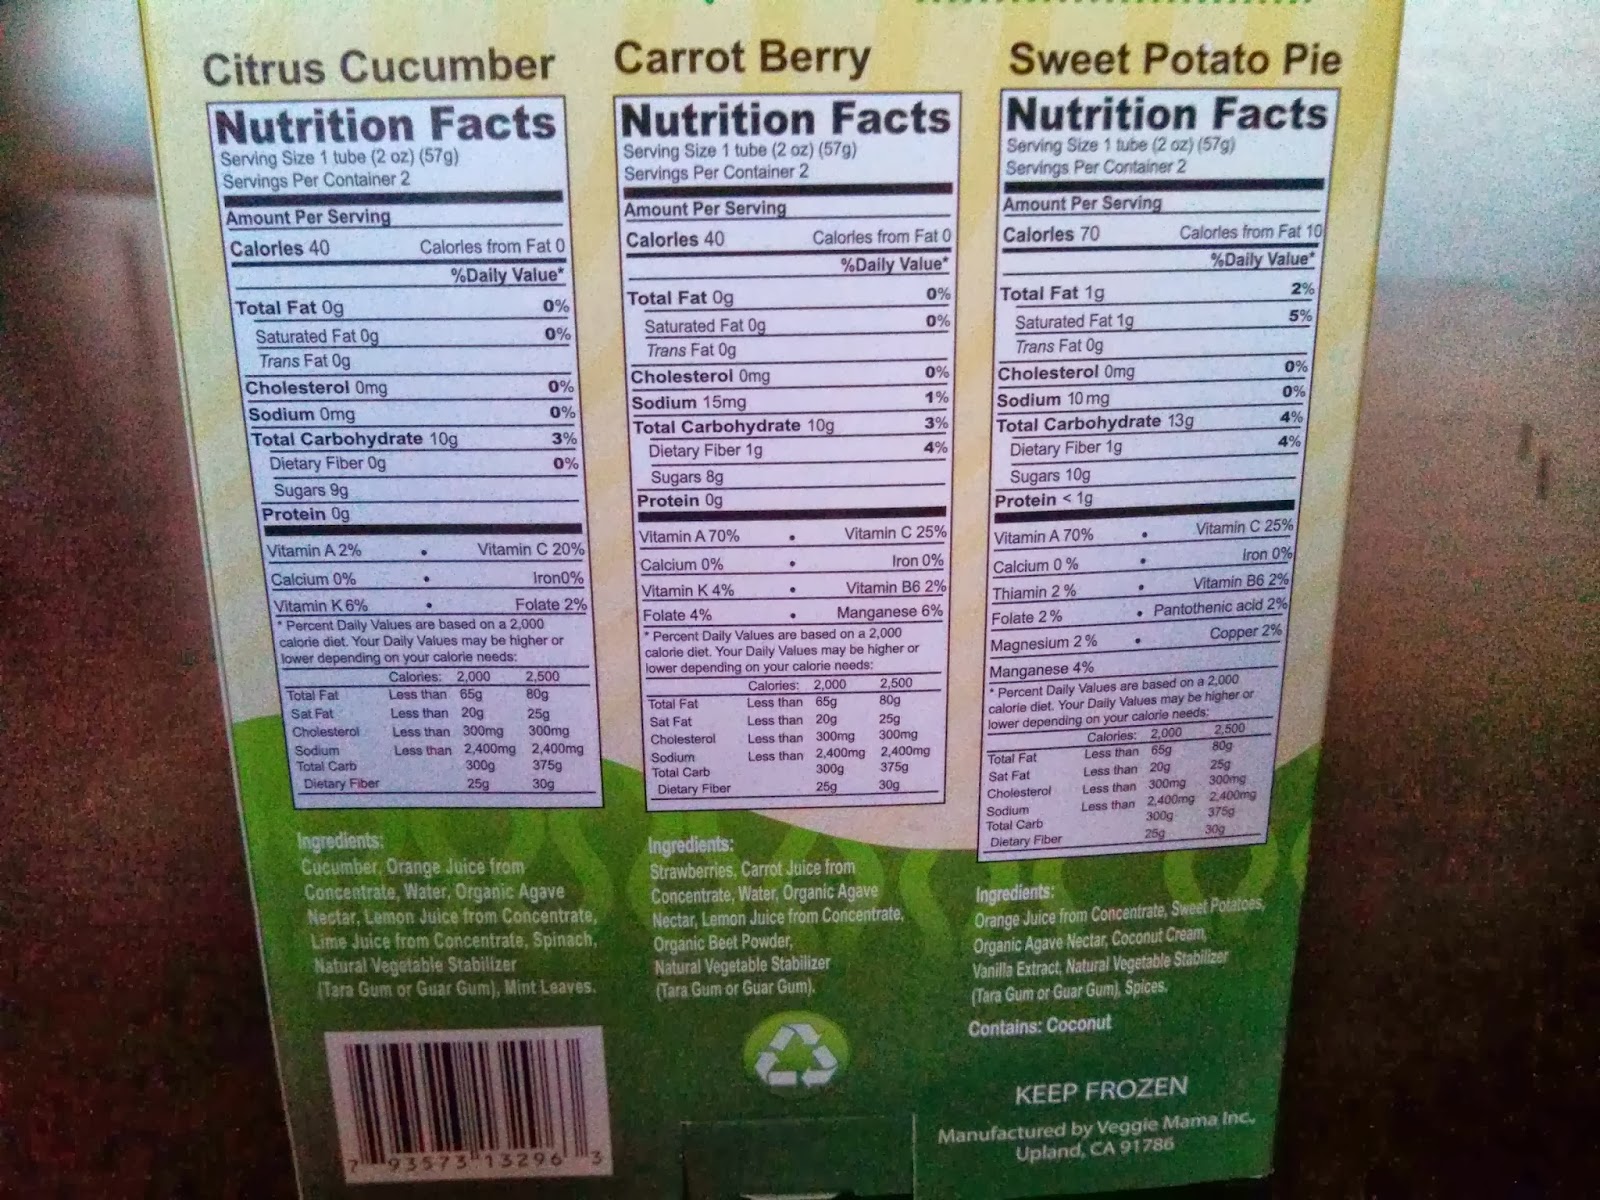 Citrus Cucumber
Nutrition Facts
Serving Size 1 tube (2 oz) (57g)
Servings Per Container 2
Amount Per Serving
Calories 40 Calories from Fat 0
%Daily Value*
Total Fat 0g 0%
Saturated Fat 0g 0%
Trans Fat 0g
Cholesterol 0mg 0%
Sodium 0mg 0%
Total Carbohydrate 10g 3%
Dietary Fiber 0g 0%
Sugars 9g
Protein 0g
Vitamin A 2% • Vitamin C 20%
Calcium 0% • Iron0%
Vitamin K 6% • Folate 2%
* Percent Daily Values are based on a 2,000
calorie diet. Your Daily Values may be higher or
lower depending on your calorie needs:
Calories: 2,000 2,500
Total Fat Less than 65g 80g
Sat Fat Less than 20g 25g
Cholesterol Less than 300mg 300mg
Sodium Less than 2,400mg 2,400mg
Total Carb 300g 375g
Dietary Fiber 25g 30g
Ingredients:
Cucumber, Orange Juice from
Concentrate, Water, Organic Agave
Nectar, Lemon Juice from Concentrate,
Lime Juice from Concentrate, Spinach,
Natural Vegetable Stabilizer
(Tara Gum or Guar Gum), Mint Leaves.
7 93573 13296 3
Carrot Berry
Nutrition Facts
Serving Size 1 tube (2 oz) (57g)
Servings Per Container 2
Amount Per Serving
Calories 40 Calories from Fat 0
%Daily Value*
Total Fat 0g 0%
Saturated Fat 0g 0%
Trans Fat 0g
Cholesterol 0mg 0%
Sodium 15mg 1%
Total Carbohydrate 10g 3%
Dietary Fiber 1g 4%
Sugars 8g
Protein 0g
Vitamin A 70% • Vitamin C 25%
Calcium 0% • Iron 0%
Vitamin K 4% • Vitamin B6 2%
Folate 4% • Manganese 6%
* Percent Daily Values are based on a 2,000
calorie diet. Your Daily Values may be higher or
lower depending on your calorie needs:
Calories: 2,000 2,500
Total Fat Less than 65g 80g
Sat Fat Less than 20g 25g
Cholesterol Less than 300mg 300mg
Sodium Less than 2,400mg 2,400mg
Total Carb 300g 375g
Dietary Fiber 25g 30g
Ingredients:
Strawberries, Carrot Juice from
Concentrate, Water, Organic Agave
Nectar, Lemon Juice from Concentrate,
Organic Beet Powder,
Natural Vegetable Stabilizer
(Tara Gum or Guar Gum).
Sweet Potato Pie
Nutrition Facts
Serving Size 1 tube (2 oz) (57g)
Servings Per Container 2
Amount Per Serving
Calories 70 Calories from Fat 10
%Daily Value*
Total Fat 1g 2%
Saturated Fat 1g 5%
Trans Fat 0g
Cholesterol 0mg 0%
Sodium 10 mg 0%
Total Carbohydrate 13g 4%
Dietary Fiber 1g 4%
Sugars 10g
Protein < 1g
Vitamin A 70% • Vitamin C 25%
Calcium 0 % • Iron 0%
Thiamin 2 % • Vitamin B6 2%
Folate 2 % • Pantothenic acid 2%
Magnesium 2 % • Copper 2%
Manganese 4%
* Percent Daily Values are based on a 2,000
calorie diet. Your Daily Values may be higher or
lower depending on your calorie needs:
Calories: 2,000 2,500
Total Fat Less than 65g 80g
Sat Fat Less than 20g 25g
Cholesterol Less than 300mg 300mg
Sodium Less than 2,400mg 2,400mg
Total Carb 300g 375g
Dietary Fiber 25g 30g
Ingredients:
Orange Juice from Concentrate, Sweet Potatoes,
Organic Agave Nectar, Coconut Cream,
Vanilla Extract, Natural Vegetable Stabilizer
(Tara Gum or Guar Gum), Spices.
Contains: Coconut
KEEP FROZEN
Manufactured by Veggie Mama Inc.
Upland, CA 91786